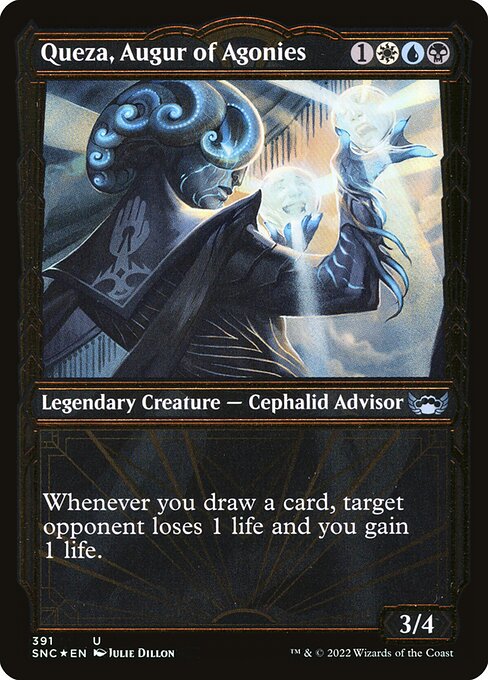 Queza, Augur of Agonies 1
Legendary Creature — Cephalid Advisor
Whenever you draw a card, target
opponent loses 1 life and you gain
1 life.
3/4
391 U
SNC ★ EN JULIE DILLON ™ & © 2022 Wizards of the Coast